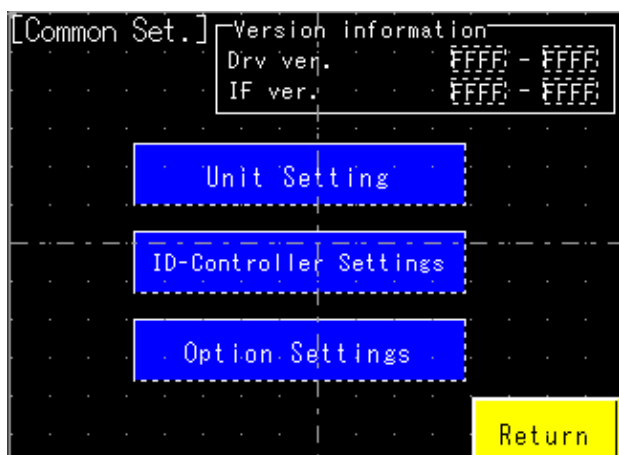 [Common Set.]
Version information
Drv ver. FFFF - FFFF
IF ver. FFFF - FFFF
Unit Setting
ID-Controller Settings
Option Settings
Return